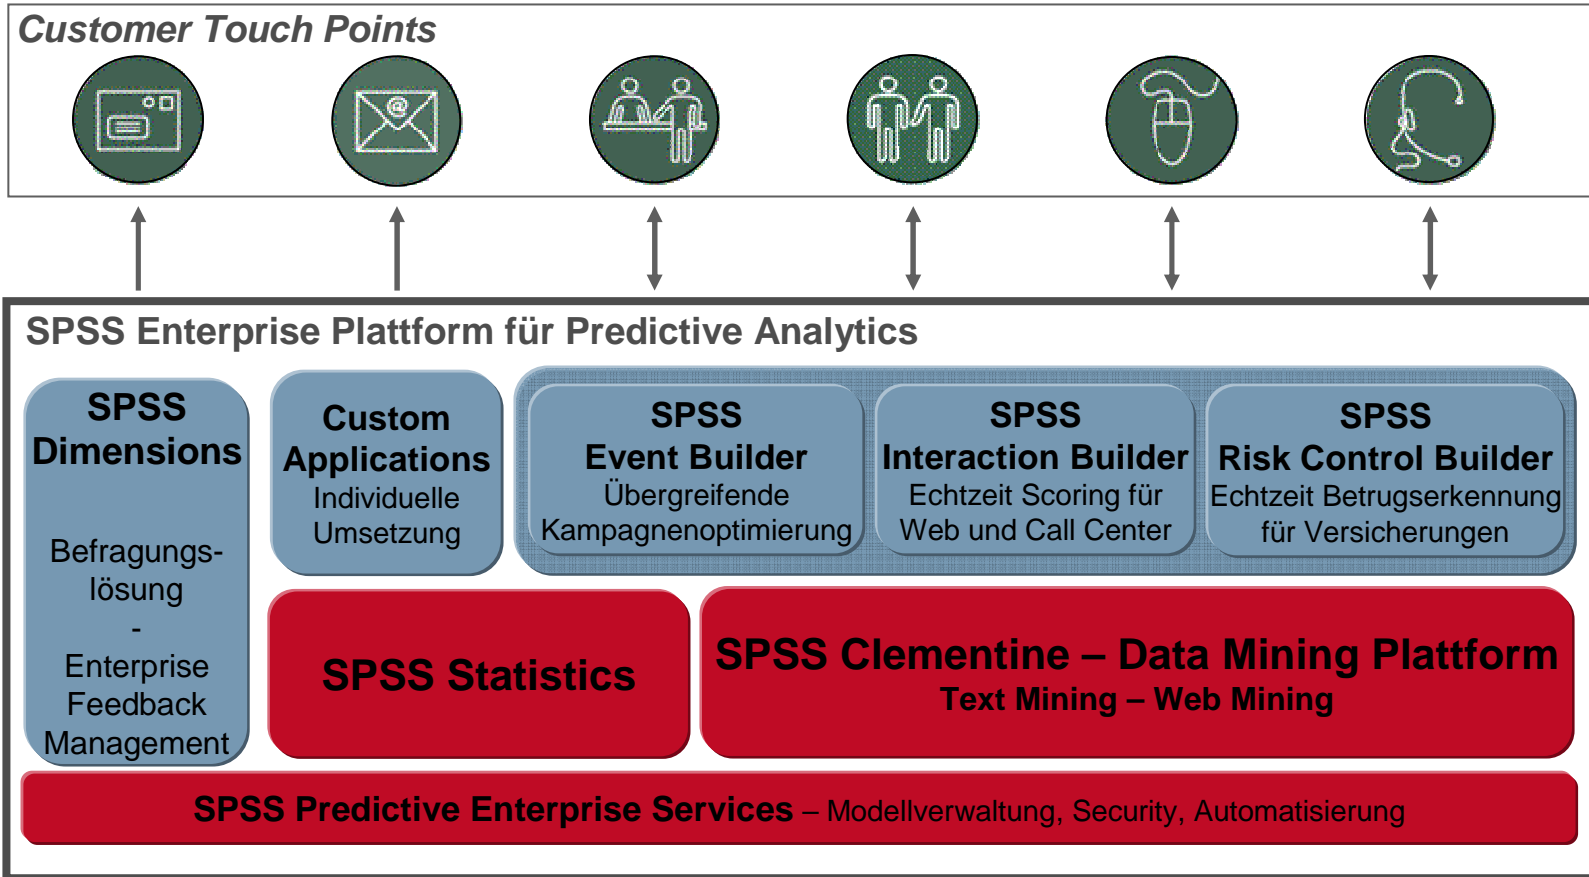 Customer Touch Points
@
SPSS Enterprise Plattform für Predictive Analytics
SPSS
Dimensions
Befragungs-
lösung
-
Enterprise
Feedback
Management
Custom
Applications
Individuelle
Umsetzung
SPSS
Event Builder
Übergreifende
Kampagnenoptimierung
SPSS
Interaction Builder
Echtzeit Scoring für
Web und Call Center
SPSS
Risk Control Builder
Echtzeit Betrugserkennung
für Versicherungen
SPSS Statistics
SPSS Clementine – Data Mining Plattform
Text Mining – Web Mining
SPSS Predictive Enterprise Services – Modellverwaltung, Security, Automatisierung